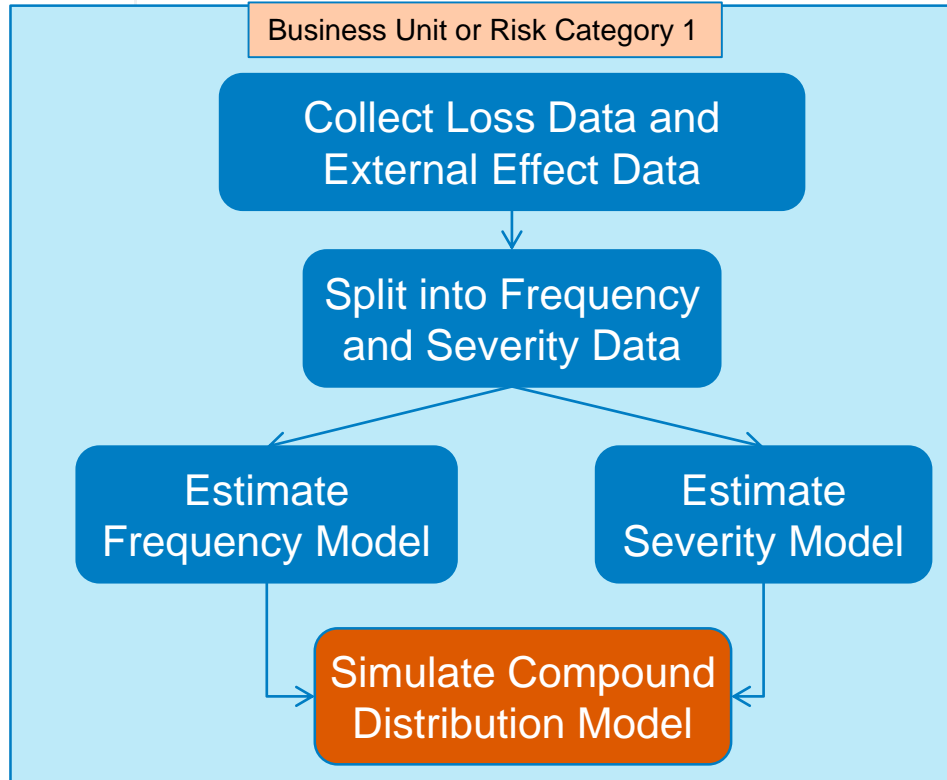 Business Unit or Risk Category 1
Collect Loss Data and
External Effect Data
Split into Frequency
and Severity Data
Estimate
Frequency Model
Estimate
Severity Model
Simulate Compound
Distribution Model